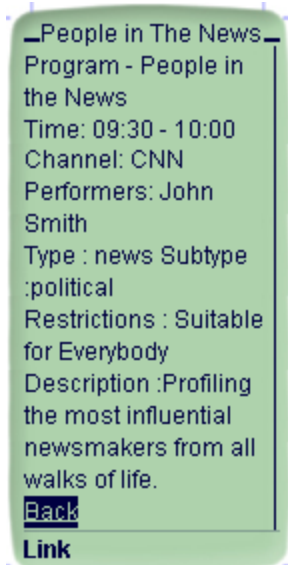 People in The News
Program - People in
the News
Time: 09:30 - 10:00
Channel: CNN
Performers: John
Smith
Type : news Subtype
:political
Restrictions : Suitable
for Everybody
Description :Profiling
the most influential
newsmakers from all
walks of life.
Back
Link